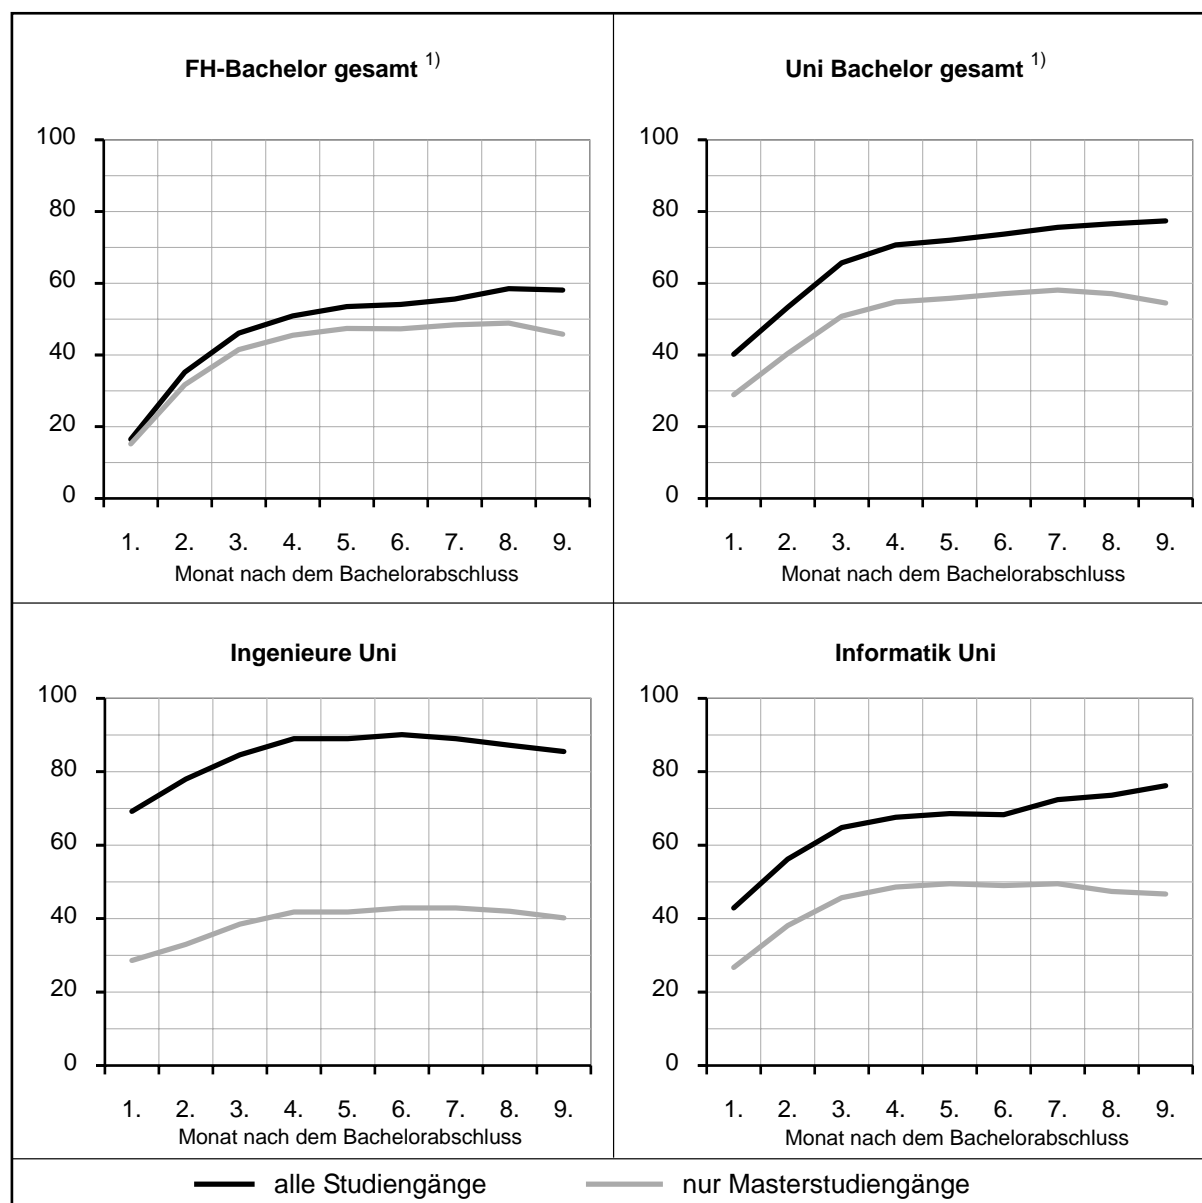 FH-Bachelor gesamt 1)
100
80
60
40
20
0
1. 2. 3. 4. 5. 6. 7. 8. 9.
Monat nach dem Bachelorabschluss
Uni Bachelor gesamt 1)
100
80
60
40
20
0
1. 2. 3. 4. 5. 6. 7. 8. 9.
Monat nach dem Bachelorabschluss
Ingenieure Uni
100
80
60
40
20
0
1. 2. 3. 4. 5. 6. 7. 8. 9.
Monat nach dem Bachelorabschluss
Informatik Uni
100
80
60
40
20
0
1. 2. 3. 4. 5. 6. 7. 8. 9.
Monat nach dem Bachelorabschluss
alle Studiengänge nur Masterstudiengänge